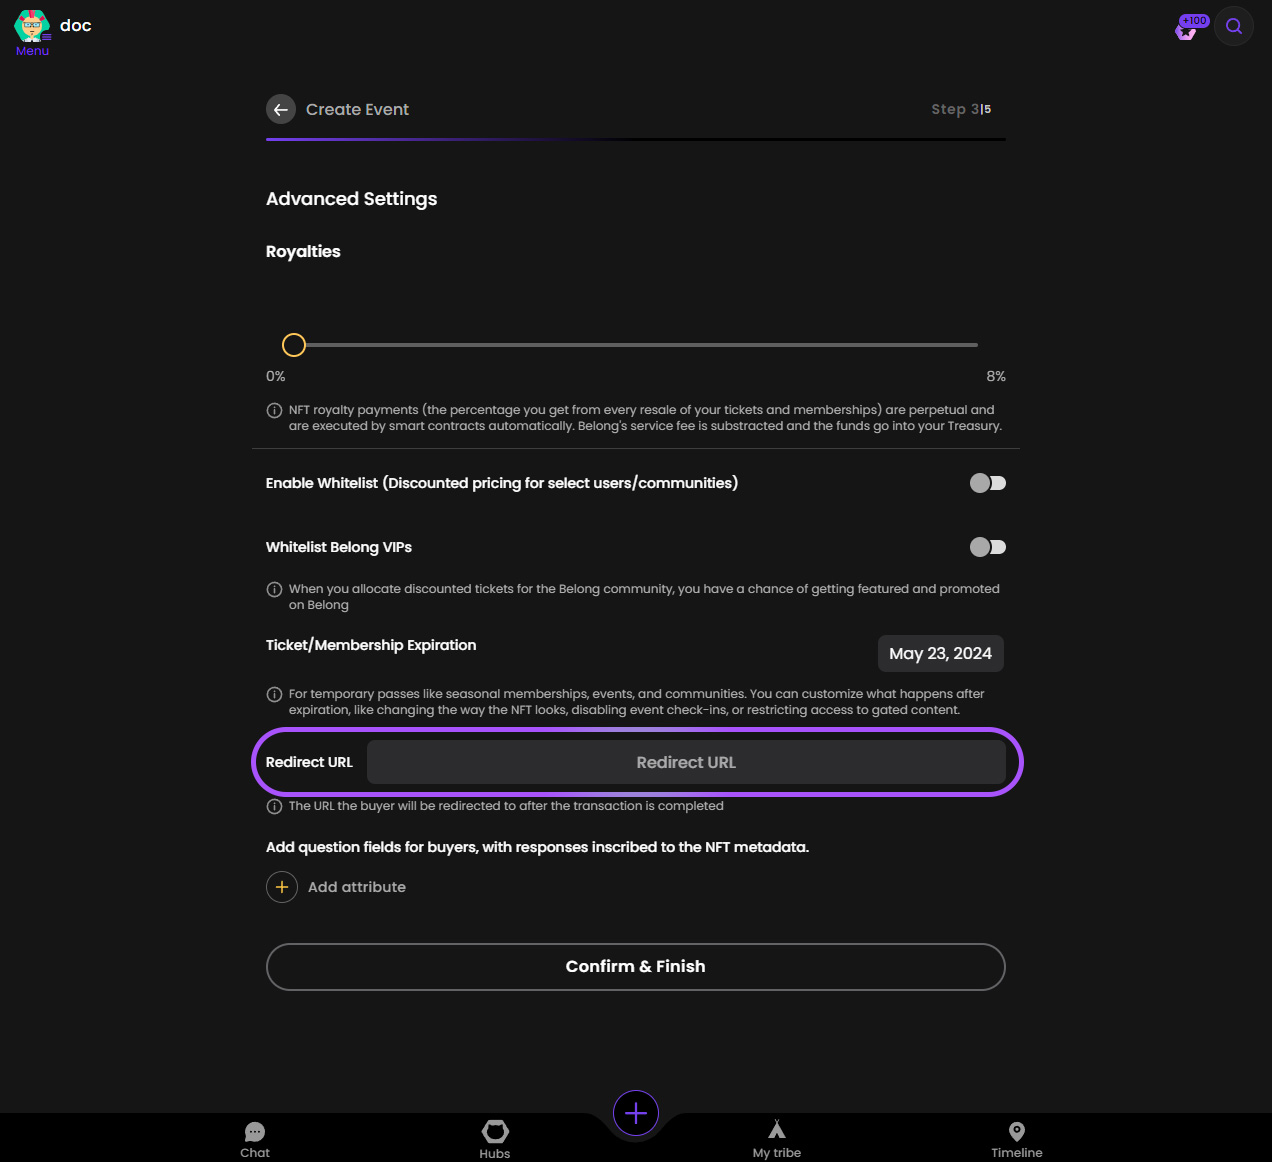 doc
Menu
+100
Create Event
Step 3|5
Advanced Settings
Royalties
0%
8%
NFT royalty payments (the percentage you get from every resale of your tickets and memberships) are perpetual and
are executed by smart contracts automatically. Belong's service fee is substracted and the funds go into your Treasury.
Enable Whitelist (Discounted pricing for select users/communities)
Whitelist Belong VIPs
When you allocate discounted tickets for the Belong community, you have a chance of getting featured and promoted
on Belong
Ticket/Membership Expiration
May 23, 2024
For temporary passes like seasonal memberships, events, and communities. You can customize what happens after
expiration, like changing the way the NFT looks, disabling event check-ins, or restricting access to gated content.
Redirect URL
Redirect URL
The URL the buyer will be redirected to after the transaction is completed
Add question fields for buyers, with responses inscribed to the NFT metadata.
Add attribute
Confirm & Finish
Chat
Hubs
My tribe
Timeline